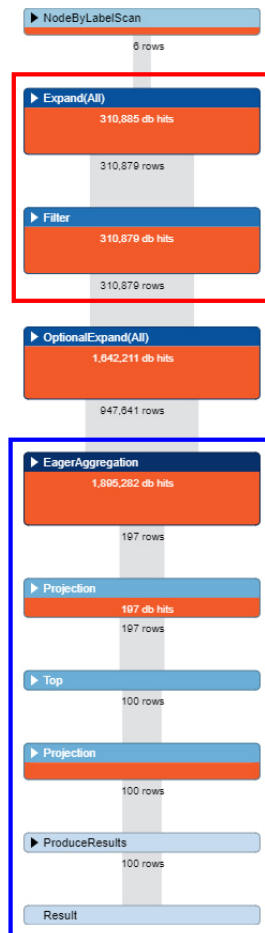 NodeByLabelScan
6 rows
Expand(All)
310,885 db hits
310,879 rows
Filter
310,879 db hits
310,879 rows
OptionalExpand(All)
1,642,211 db hits
947,641 rows
EagerAggregation
1,895,282 db hits
197 rows
Projection
197 db hits
197 rows
Top
100 rows
Projection
100 rows
ProduceResults
100 rows
Result